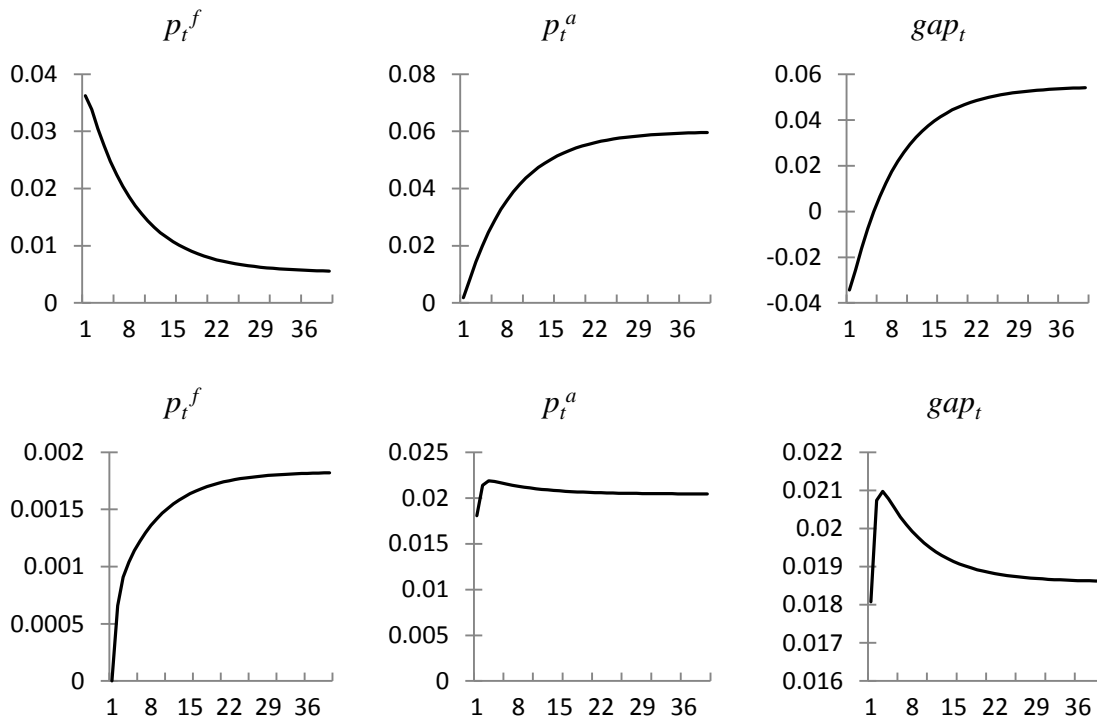 p_t^f p_t^a gap_t
0.04 0.08 0.06
0.03 0.06 0.04
0.02 0.04 0.02
0.01 0.02 0
0 0 -0.02
-0.04
1 8 15 22 29 36 1 8 15 22 29 36 1 8 15 22 29 36
p_t^f p_t^a gap_t
0.002 0.025 0.022
0.0015 0.02 0.021
0.001 0.015 0.02
0.0005 0.01 0.019
0 0.005 0.018
0 0.017
0.016
1 8 15 22 29 36 1 8 15 22 29 36 1 8 15 22 29 36